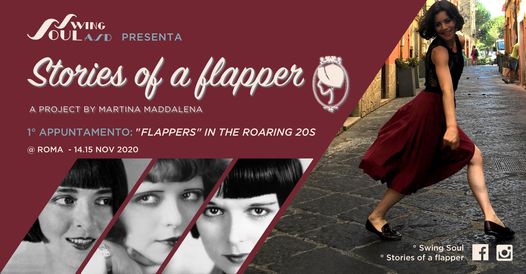 SWING
SOUL ASD PRESENTA
Stories of a flapper
A PROJECT BY MARTINA MADDALENA
1° APPUNTAMENTO: "FLAPPERS" IN THE ROARING 20S
@ ROMA - 14.15 NOV 2020
° Swing Soul
° Stories of a flapper